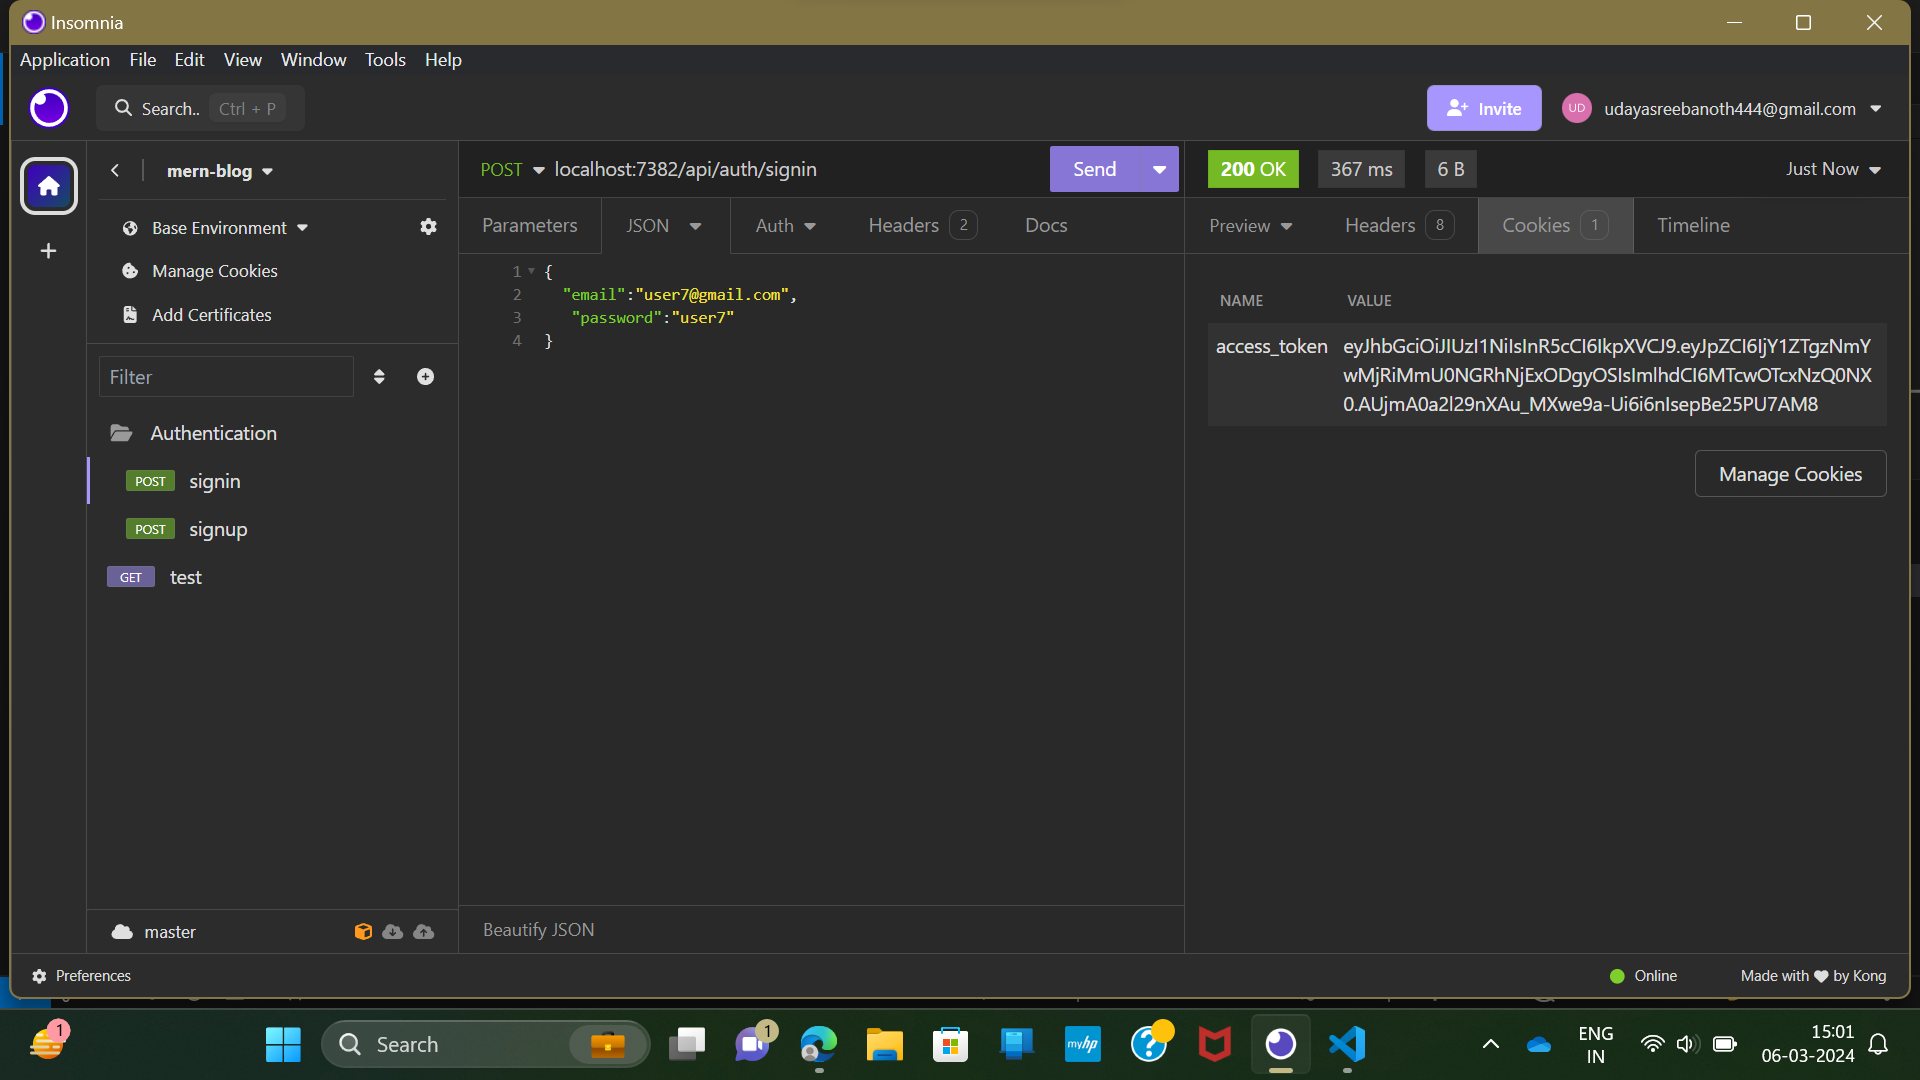 Insomnia
Application File Edit View Window Tools Help
Search.. Ctrl + P
Invite
UD
udayasreebanoth444@gmail.com
mern-blog
Base Environment
Manage Cookies
Add Certificates
Filter
Authentication
POST signin
POST signup
GET test
master
POST localhost:7382/api/auth/signin Send
Parameters JSON Auth Headers 2 Docs
1 {
2 "email":"user7@gmail.com",
3 "password":"user7"
4 }
Beautify JSON
200 OK 367 ms 6 B Just Now
Preview Headers 8 Cookies 1 Timeline
NAME VALUE
access_token eyJhbGciOiJIUzI1NiIsInR5cCI6IkpXVCJ9.eyJpZCI6IjY1ZTgzNmY
wMjRiMmU0NGRhNjExODgyOSIsImlhdCI6MTcwOTcxNzQ0NX
0.AUjmA0a2l29nXAu_MXwe9a-Ui6i6nIsepBe25PU7AM8
Manage Cookies
Preferences
Online
Made with ❤ by Kong
1
Search
1
myhp
?
ENG
IN
15:01
06-03-2024